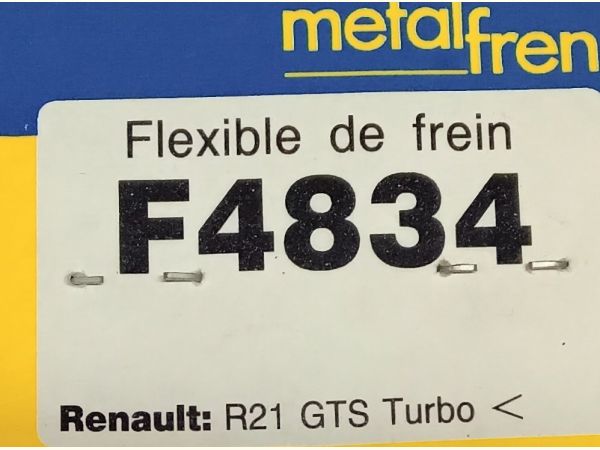 metalfren
Flexible de frein
F4834
Renault: R21 GTS Turbo <